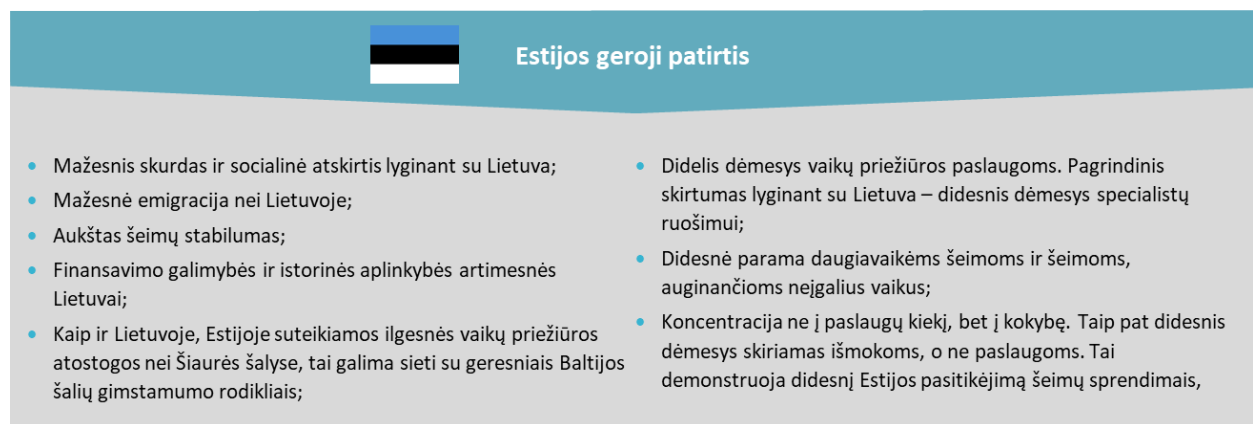 Estijos geroji patirtis
Mažesnis skurdas ir socialinė atskirtis lyginant su Lietuva;
Mažesnė emigracija nei Lietuvoje;
Aukštas šeimų stabilumas;
Finansavimo galimybės ir istorinės aplinkybės artimesnės
Lietuvai;
Kaip ir Lietuvoje, Estijoje suteikiamos ilgesnės vaikų priežiūros
atostogos nei Šiaurės šalyse, tai galima sieti su geresniais Baltijos
šalių gimstamumo rodikliais;
Didelis dėmesys vaikų priežiūros paslaugoms. Pagrindinis
skirtumas lyginant su Lietuva – didesnis dėmesys specialistų
ruošimui;
Didesnė parama daugiavaikėms šeimoms ir šeimoms,
auginančioms neįgalius vaikus;
Koncentracija ne į paslaugų kiekį, bet į kokybę. Taip pat didesnis
dėmesys skiriamas išmokoms, o ne paslaugoms. Tai
demonstruoja didesnį Estijos pasitikėjimą šeimų sprendimais,